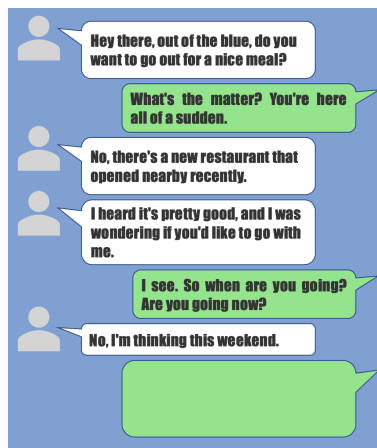 Hey there, out of the blue, do you
want to go out for a nice meal?
What's the matter? You're here
all of a sudden.
No, there's a new restaurant that
opened nearby recently.
I heard it's pretty good, and I was
wondering if you'd like to go with
me.
I see. So when are you going?
Are you going now?
No, I'm thinking this weekend.